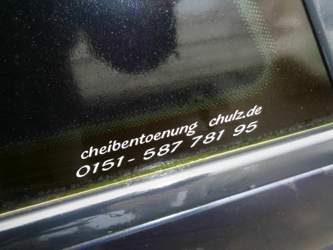 cheibentoenung chulz.de
0151- 587 781 95